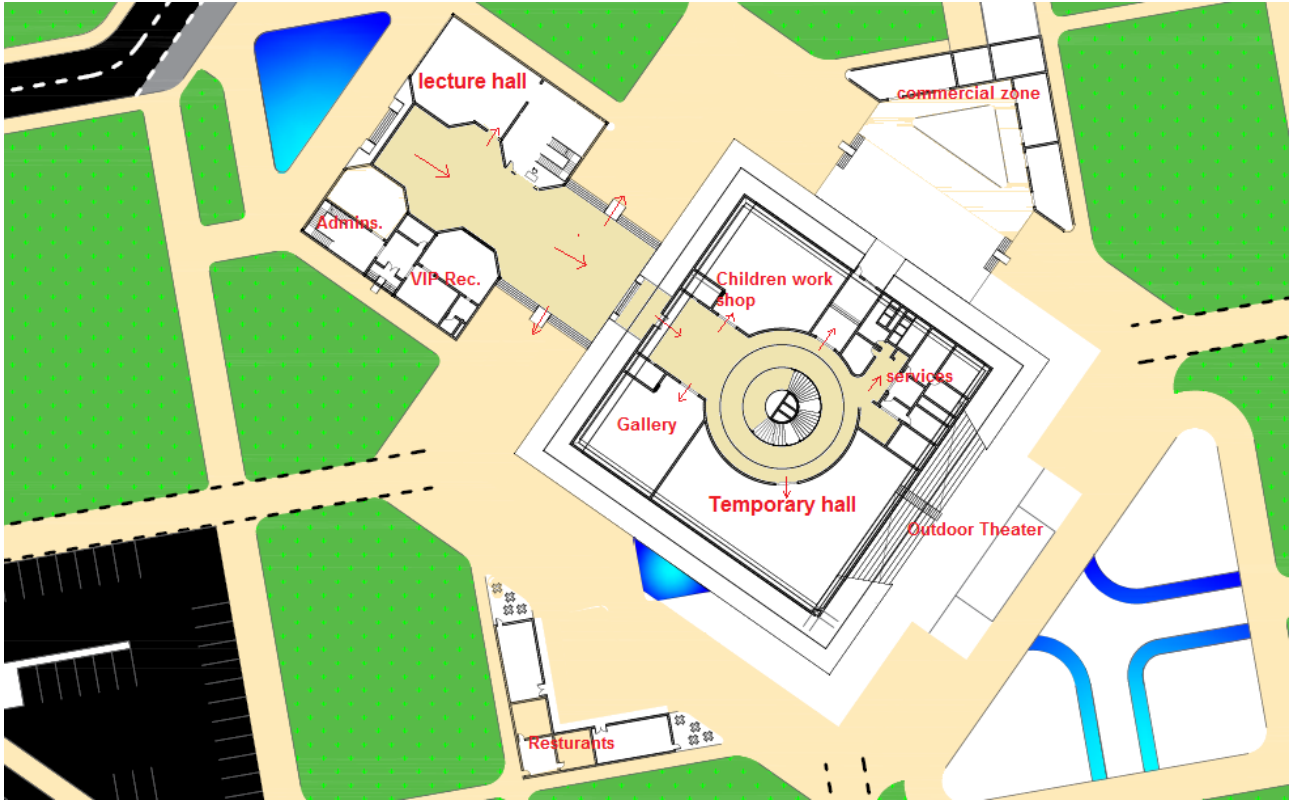 lecture hall
commercial zone
Admins.
VIP Rec.
Children work
shop
services
Gallery
Temporary hall
Outdoor Theater
Resturants